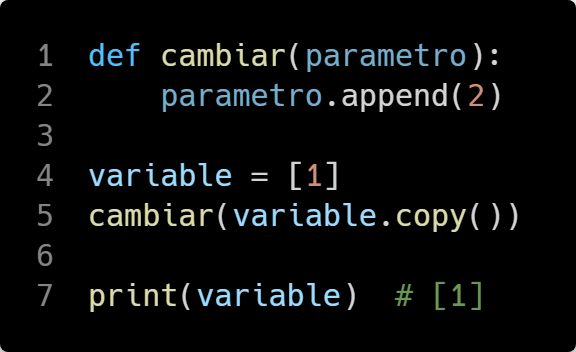 1 def cambiar(parametro):
2     parametro.append(2)
3
4 variable = [1]
5 cambiar(variable.copy())
6
7 print(variable)  # [1]